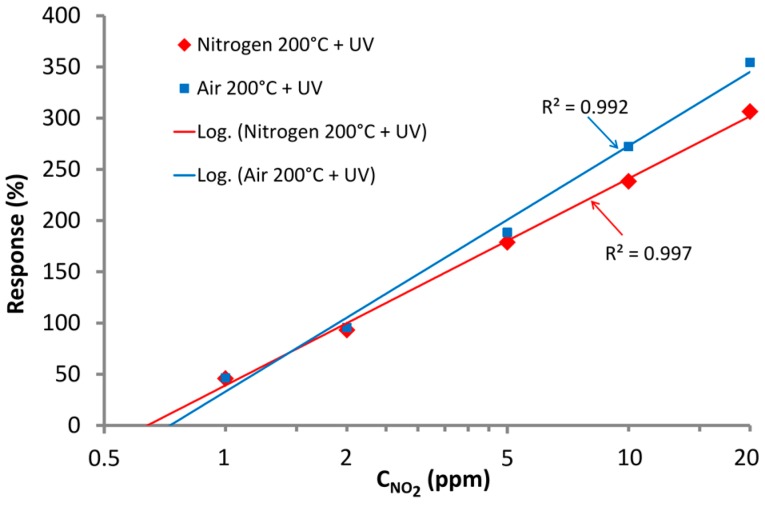 400
350
300
250
200
150
100
50
0
Response (%)
Nitrogen 200°C + UV
Air 200°C + UV
Log. (Nitrogen 200°C + UV)
Log. (Air 200°C + UV)
R² = 0.992
R² = 0.997
0.5 1 2 5 10 20
C_NO₂ (ppm)